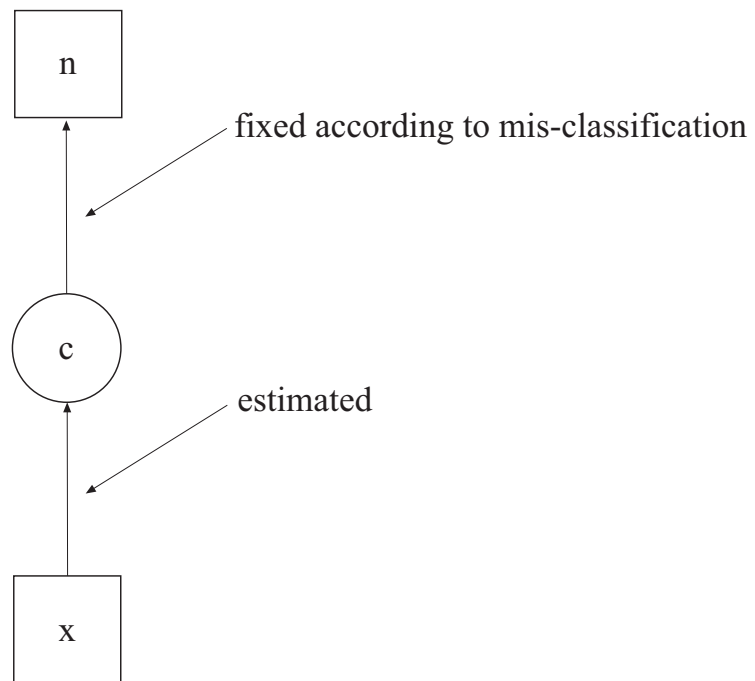 n
fixed according to mis-classification
c
estimated
x